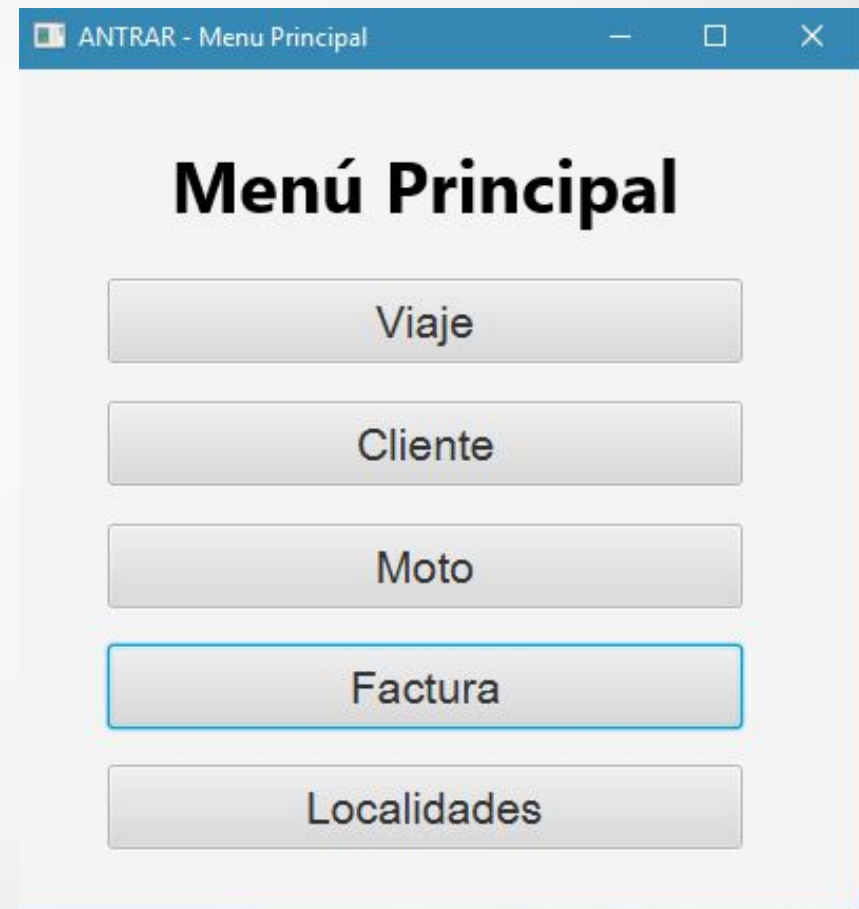 ANTRAR - Menu Principal
Menú Principal
Viaje
Cliente
Moto
Factura
Localidades